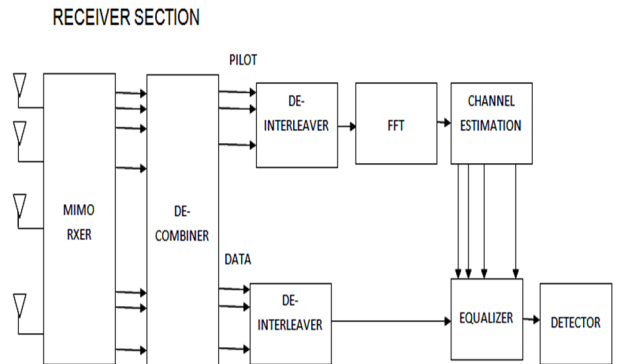 RECEIVER SECTION
PILOT
DE-
INTERLEAVER
FFT
CHANNEL
ESTIMATION
MIMO
RXER
DE-
COMBINER
DATA
DE-
INTERLEAVER
EQUALIZER
DETECTOR